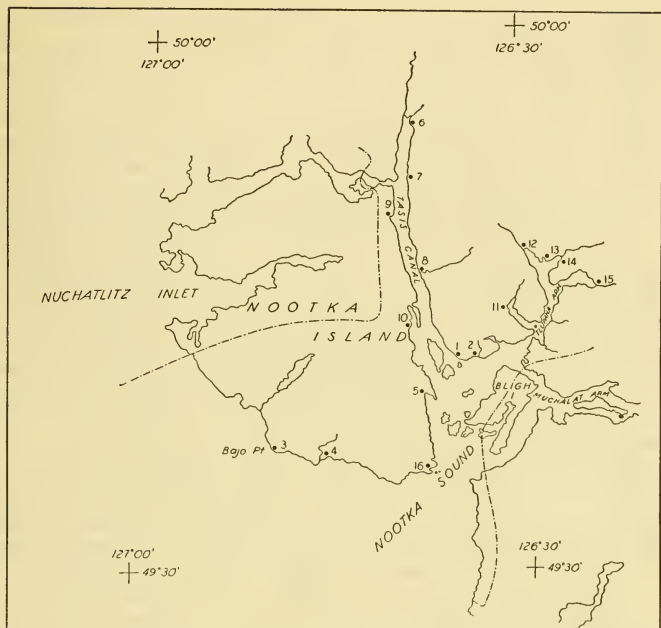 50°00'
127°00'
50°00'
126°30'
6
7
9
TASIS CANAL
8
12
13
14
15
11
TLUPANA ARM
NUCHATLITZ INLET
NOOTKA
ISLAND
10
1
2
5
BLIGH
I
MUCHALAT ARM
Bajo Pt
3
4
16
NOOTKA SOUND
127°00'
49°30'
126°30'
49°30'